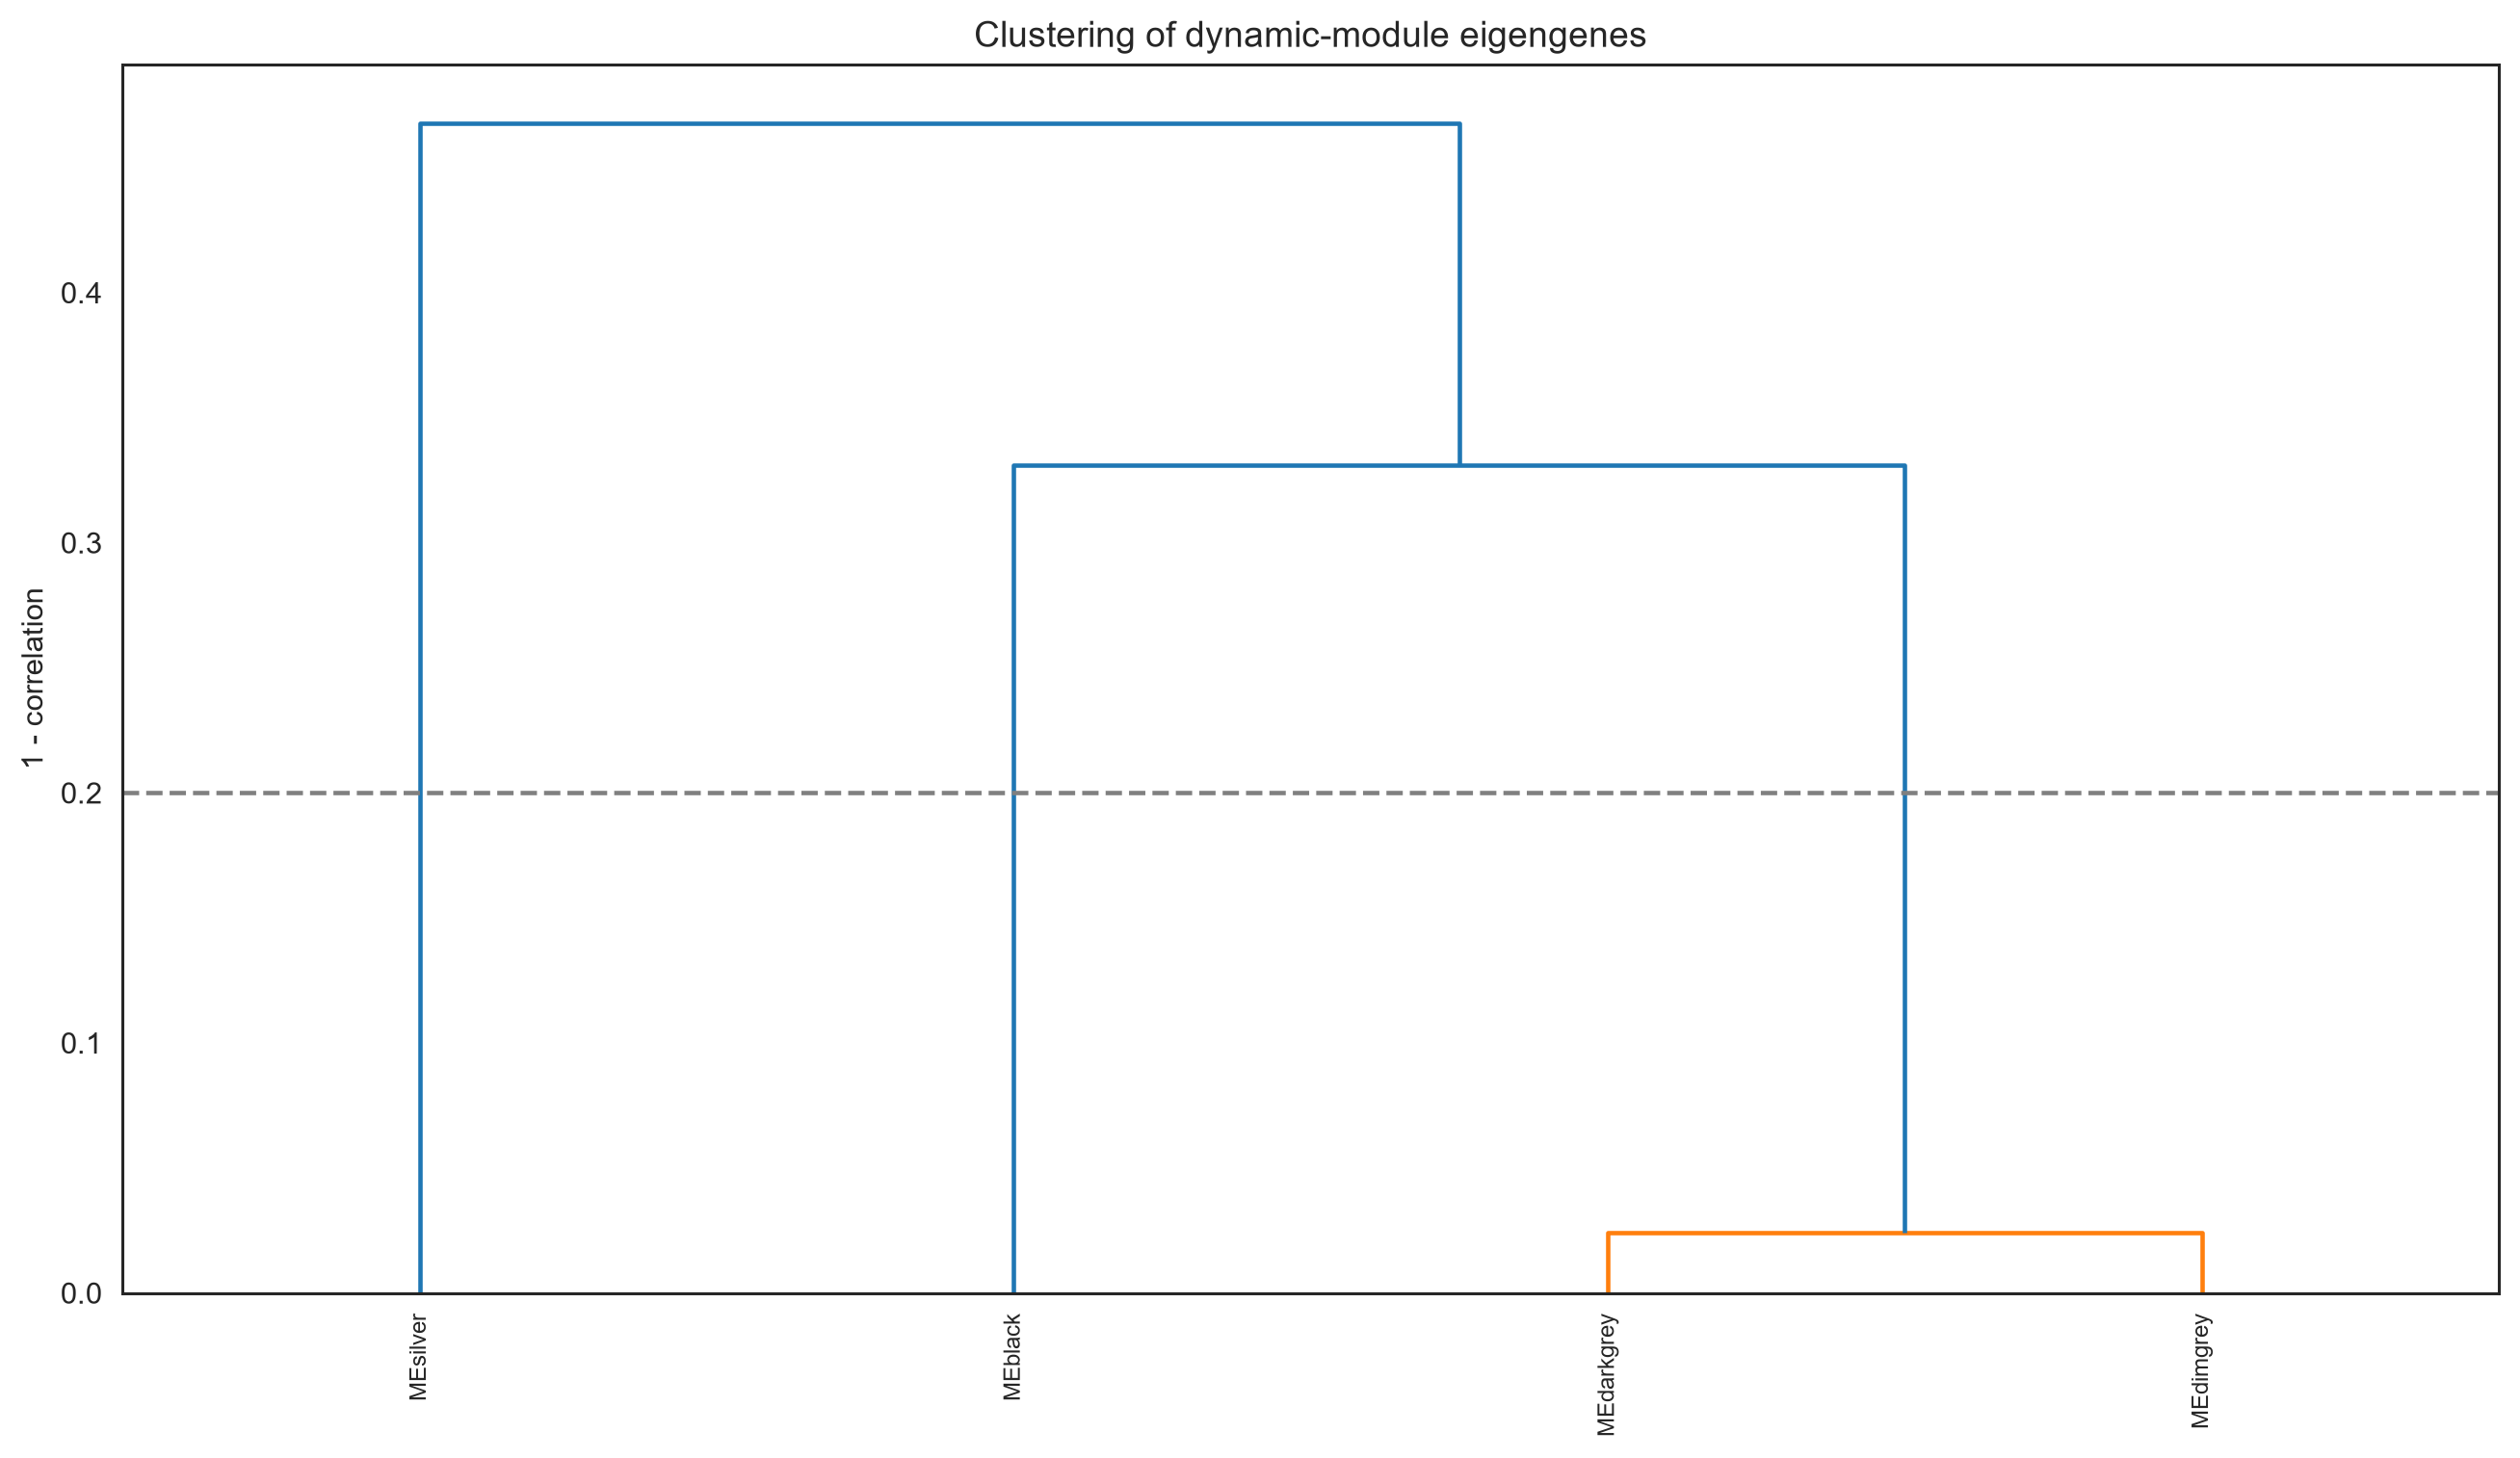 Clustering of dynamic-module eigengenes
1 - correlation
0.4
0.3
0.2
0.1
0.0
MEsilver
MEblack
MEdarkgrey
MEdimgrey